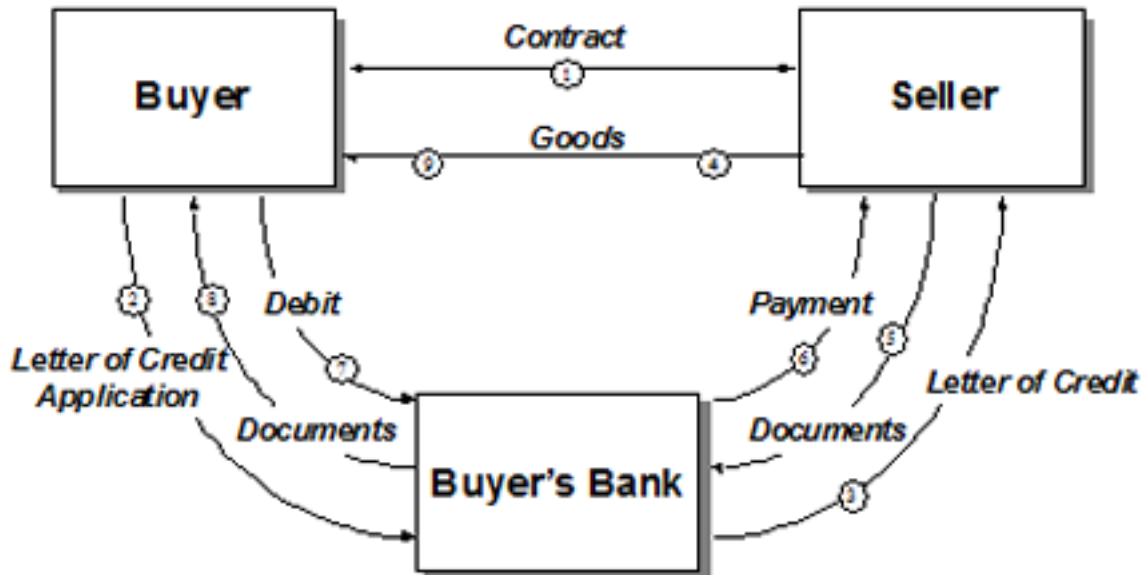 Contract
1
Buyer
Seller
Goods
9
4
2
8
Debit
Payment
5
7
6
Letter of Credit
Application
Letter of Credit
Documents
Documents
Buyer's Bank
3